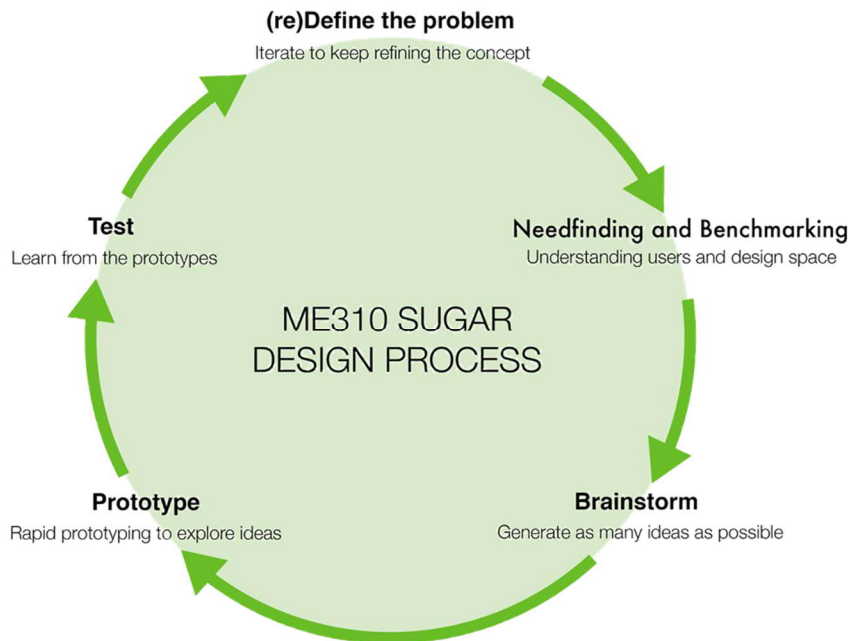 (re)Define the problem
Iterate to keep refining the concept
Needfinding and Benchmarking
Understanding users and design space
Brainstorm
Generate as many ideas as possible
Prototype
Rapid prototyping to explore ideas
Test
Learn from the prototypes
ME310 SUGAR
DESIGN PROCESS